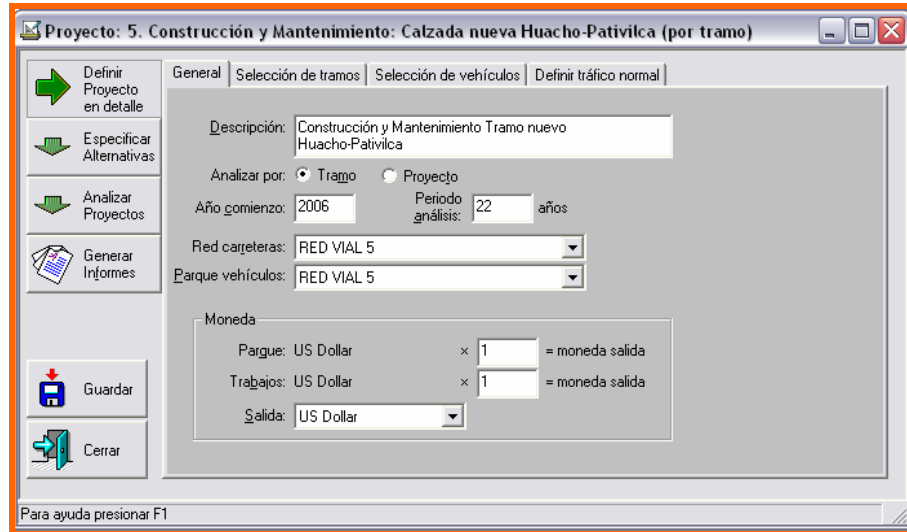 Proyecto: 5. Construcción y Mantenimiento: Calzada nueva Huacho-Pativilca (por tramo)
Definir
Proyecto
en detalle
Especificar
Alternativas
Analizar
Proyectos
Generar
Informes
Guardar
Cerrar
General Selección de tramos Selección de vehículos Definir tráfico normal
Descripción: Construcción y Mantenimiento Tramo nuevo
Huacho-Pativilca
Analizar por: Tramo Proyecto
Año comienzo: 2006 Periodo análisis: 22 años
Red carreteras: RED VIAL 5
Parque vehículos: RED VIAL 5
Moneda
Parque: US Dollar × 1 = moneda salida
Trabajos: US Dollar × 1 = moneda salida
Salida: US Dollar
Para ayuda presionar F1